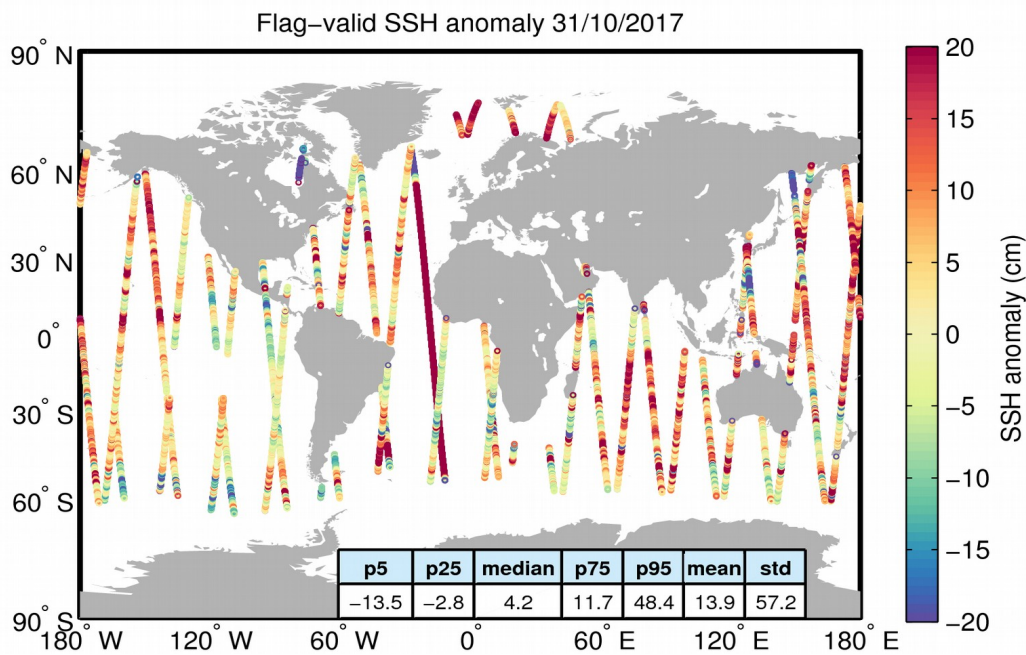 Flag−valid SSH anomaly 31/10/2017
90° N
60° N
30° N
0°
30° S
60° S
90° S
180° W
120° W
60° W
0°
60° E
120° E
180° E
p5 p25 median p75 p95 mean std
−13.5 −2.8 4.2 11.7 48.4 13.9 57.2
20
15
10
5
0
−5
−10
−15
−20
SSH anomaly (cm)